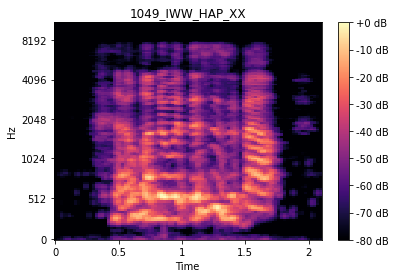 1049_IWW_HAP_XX
+0 dB
8192
-10 dB
4096
-20 dB
-30 dB
2048
Hz
-40 dB
1024
-50 dB
512
-60 dB
-70 dB
0
-80 dB
0
0.5
1
1.5
2
Time